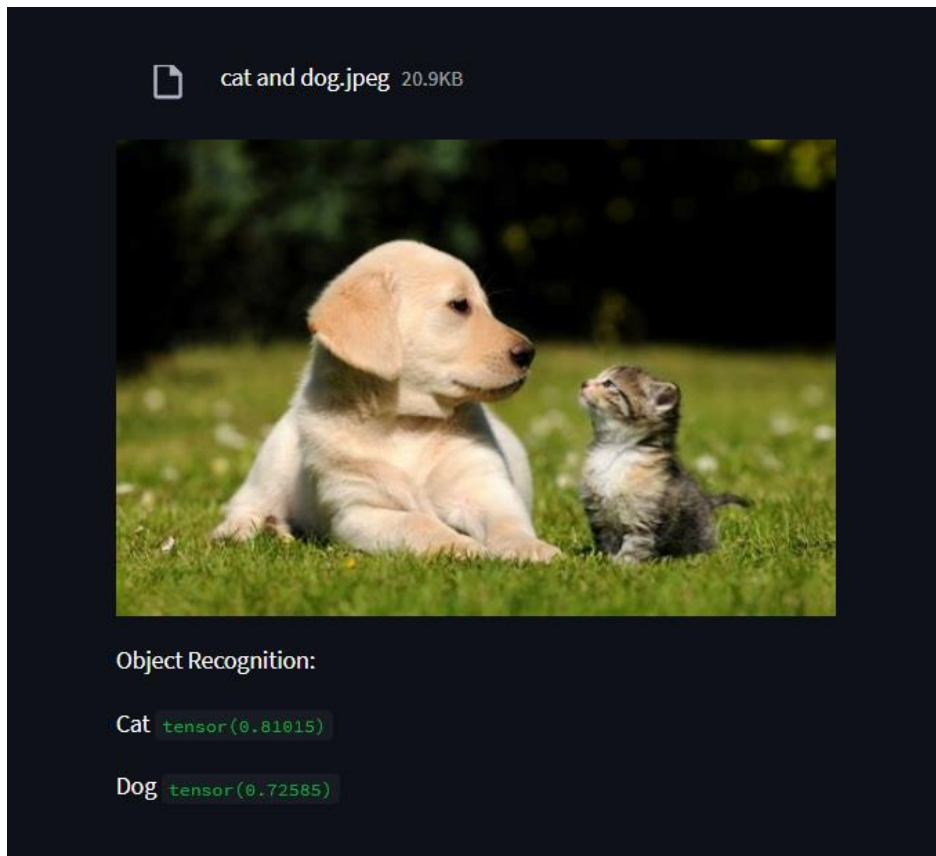 cat and dog.jpeg 20.9KB
Object Recognition:
Cat tensor(0.81015)
Dog tensor(0.72585)